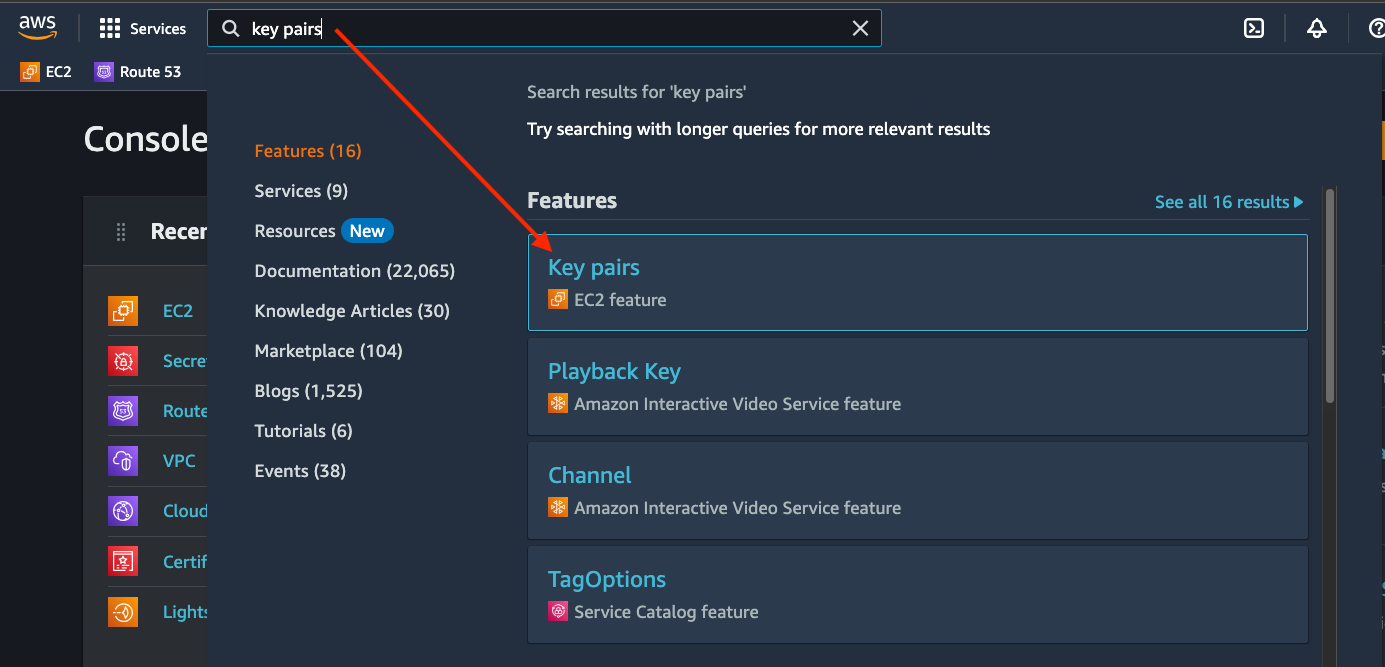 aws
Services
key pairs
EC2
Route 53
Console
Recen
EC2
Secre
Route
VPC
Cloud
Certif
Lights
Features (16)
Services (9)
Resources New
Documentation (22,065)
Knowledge Articles (30)
Marketplace (104)
Blogs (1,525)
Tutorials (6)
Events (38)
Search results for 'key pairs'
Try searching with longer queries for more relevant results
Features
See all 16 results
Key pairs
EC2 feature
Playback Key
Amazon Interactive Video Service feature
Channel
Amazon Interactive Video Service feature
TagOptions
Service Catalog feature